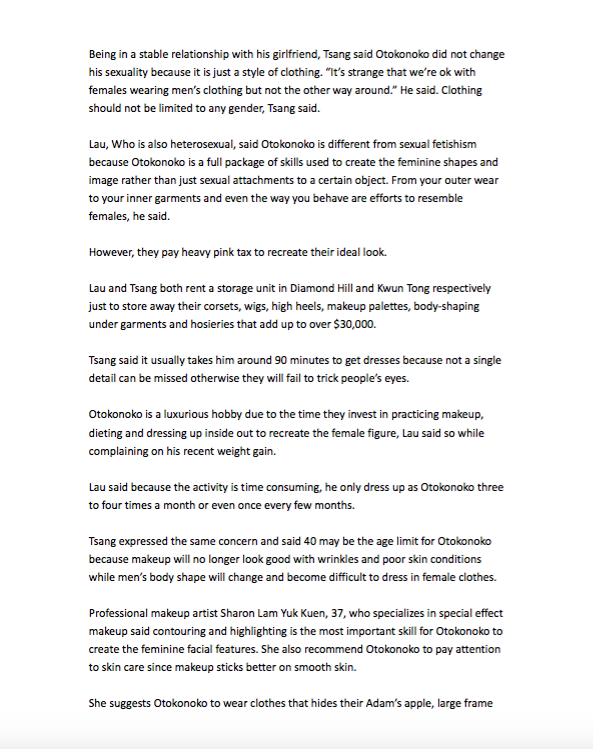 Being in a stable relationship with his girlfriend, Tsang said Otokonoko did not change
his sexuality because it is just a style of clothing. “It’s strange that we’re ok with
females wearing men’s clothing but not the other way around.” He said. Clothing
should not be limited to any gender, Tsang said.
Lau, Who is also heterosexual, said Otokonoko is different from sexual fetishism
because Otokonoko is a full package of skills used to create the feminine shapes and
image rather than just sexual attachments to a certain object. From your outer wear
to your inner garments and even the way you behave are efforts to resemble
females, he said.
However, they pay heavy pink tax to recreate their ideal look.
Lau and Tsang both rent a storage unit in Diamond Hill and Kwun Tong respectively
just to store away their corsets, wigs, high heels, makeup palettes, body-shaping
under garments and hosieries that add up to over $30,000.
Tsang said it usually takes him around 90 minutes to get dresses because not a single
detail can be missed otherwise they will fail to trick people’s eyes.
Otokonoko is a luxurious hobby due to the time they invest in practicing makeup,
dieting and dressing up inside out to recreate the female figure, Lau said so while
complaining on his recent weight gain.
Lau said because the activity is time consuming, he only dress up as Otokonoko three
to four times a month or even once every few months.
Tsang expressed the same concern and said 40 may be the age limit for Otokonoko
because makeup will no longer look good with wrinkles and poor skin conditions
while men’s body shape will change and become difficult to dress in female clothes.
Professional makeup artist Sharon Lam Yuk Kuen, 37, who specializes in special effect
makeup said contouring and highlighting is the most important skill for Otokonoko to
create the feminine facial features. She also recommend Otokonoko to pay attention
to skin care since makeup sticks better on smooth skin.
She suggests Otokonoko to wear clothes that hides their Adam’s apple, large frame